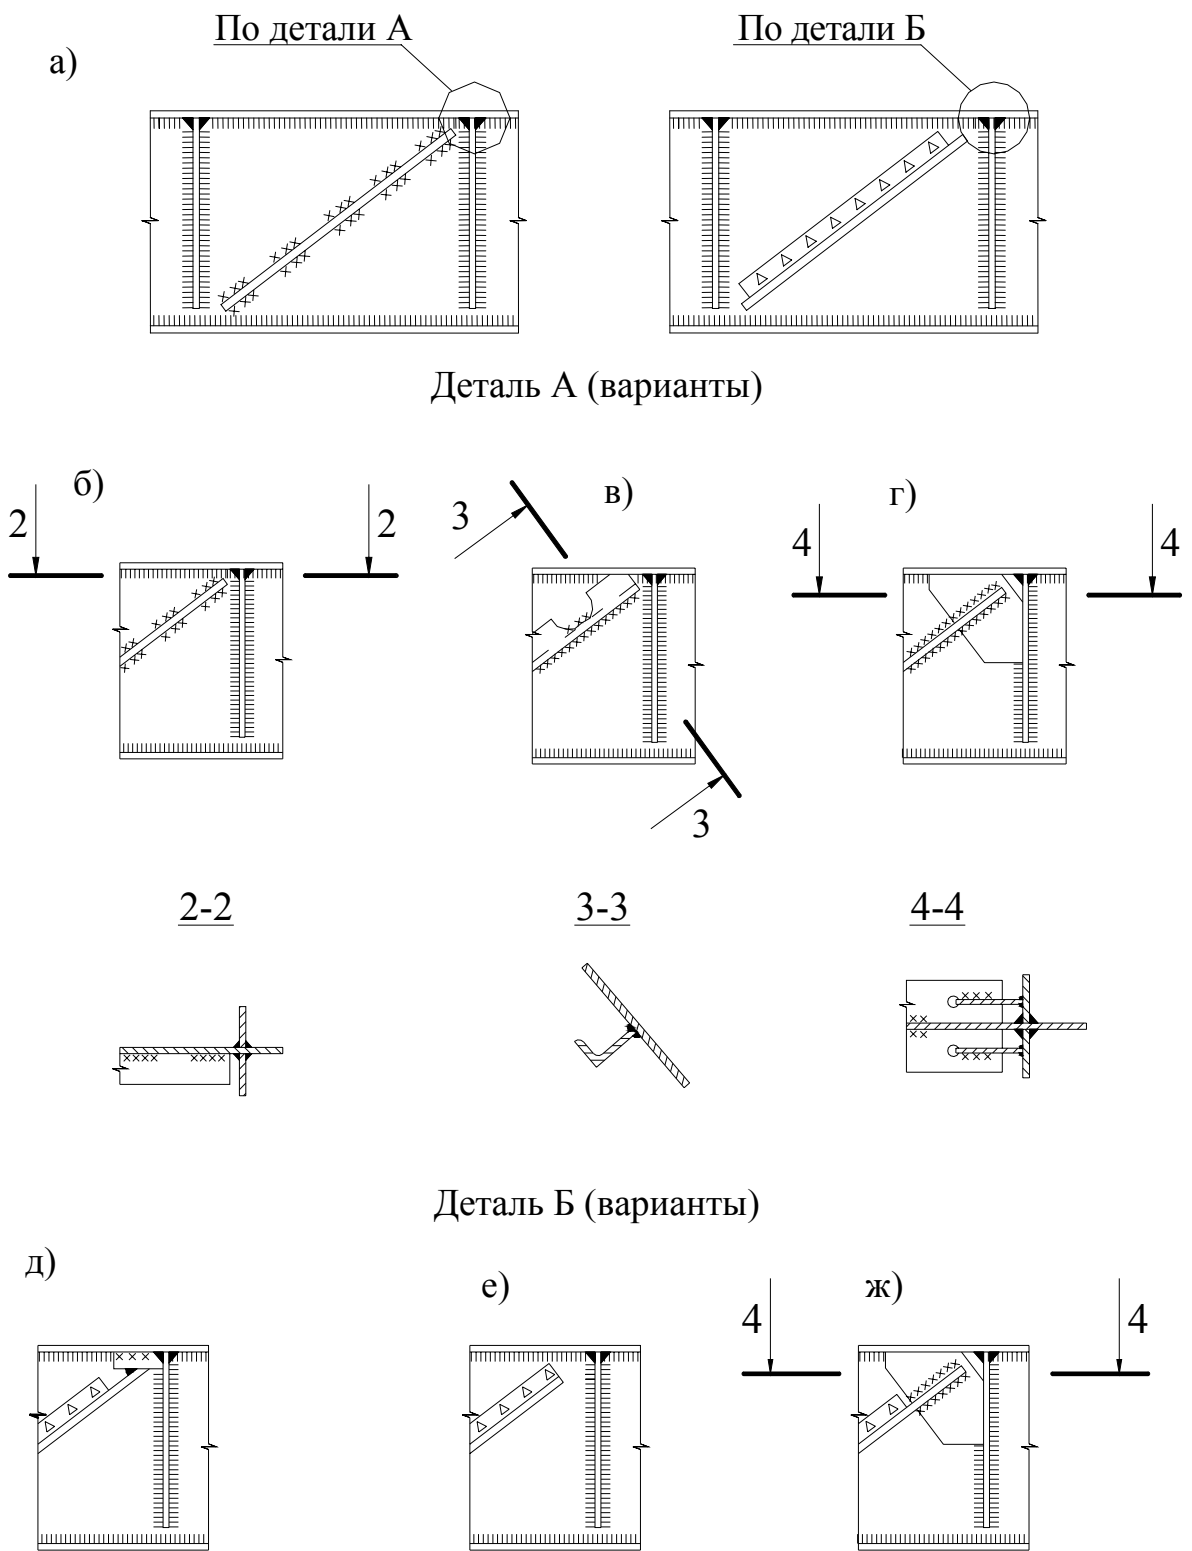 По детали А
По детали Б
а)
Деталь А (варианты)
б)
в)
г)
2
2
3
4
4
3
2-2
3-3
4-4
Деталь Б (варианты)
д)
е)
ж)
4
4